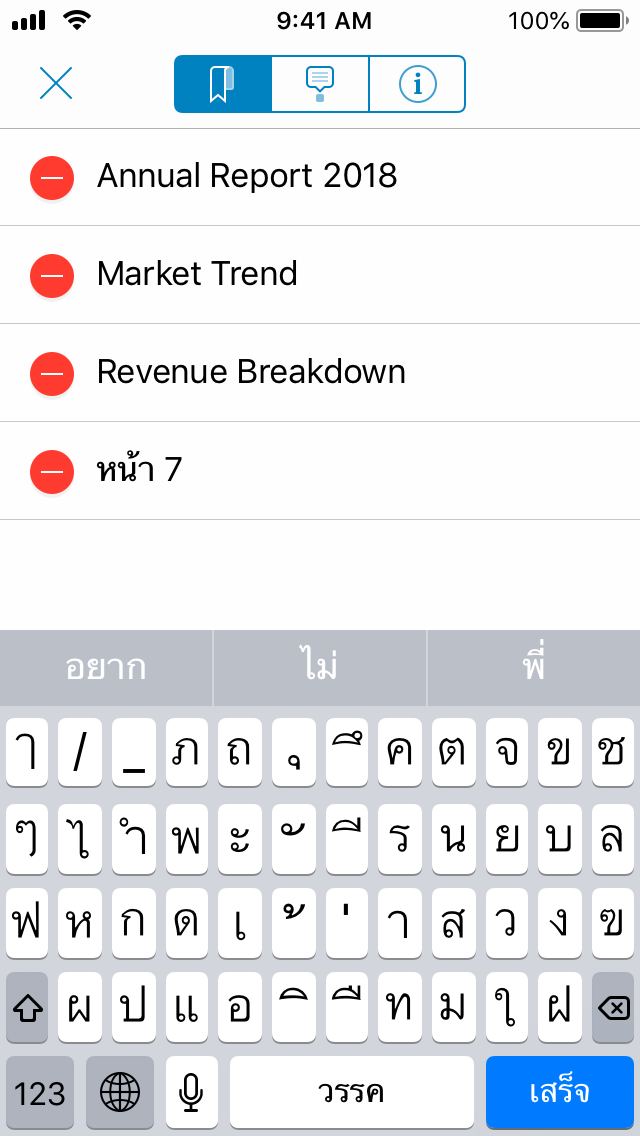 9:41 AM 100%
i
Annual Report 2018
Market Trend
Revenue Breakdown
หน้า 7
อยาก ไม่ พี่
ๅ / _ ภ ถ ุ ึ ค ต จ ข ช
ๆ ไ ำ พ ะ ั ี ร น ย บ ล
ฟ ห ก ด เ ้ ่ า ส ว ง ฃ
ผ ป แ อ ิ ื ท ม ใ ฝ
123 วรรค เสร็จ